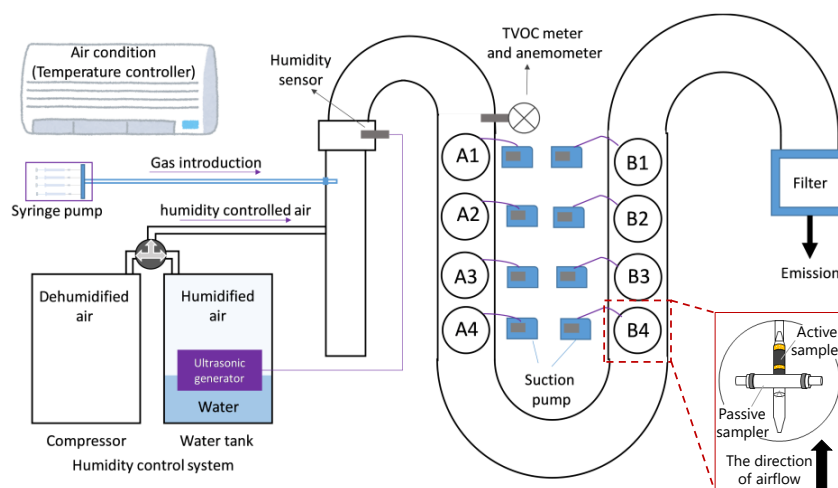 Air condition
(Temperature controller)
Humidity
sensor
TVOC meter
and anemometer
Gas introduction
Syringe pump
humidity controlled air
A1
B1
A2
B2
A3
B3
A4
B4
Filter
Emission
Dehumidified
air
Humidified
air
Ultrasonic
generator
Water
Suction
pump
Compressor
Water tank
Humidity control system
Active
sampler
Passive
sampler
The direction
of airflow